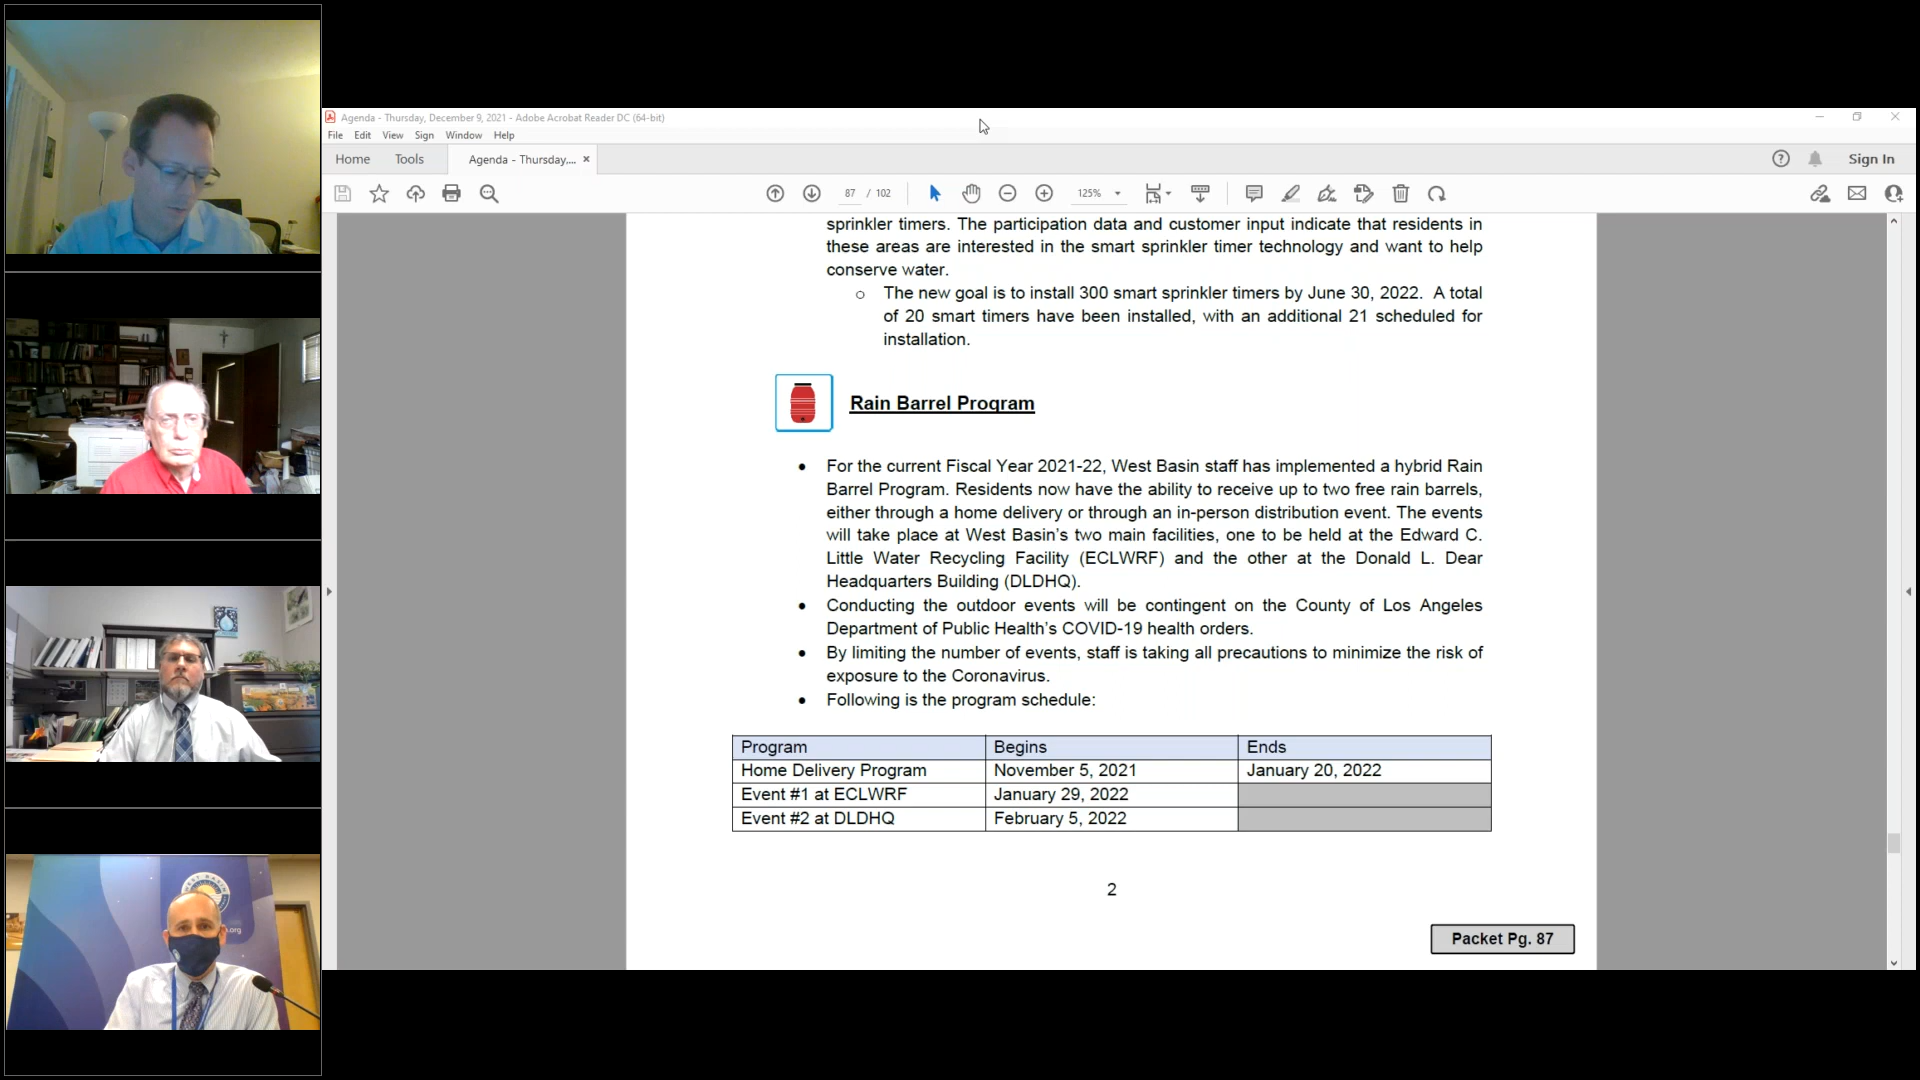 Agenda - Thursday, December 9, 2021 - Adobe Acrobat Reader DC (64-bit)
File Edit View Sign Window Help
Home Tools Agenda - Thursday,... × Sign In
87 / 102 125%
sprinkler timers. The participation data and customer input indicate that residents in
these areas are interested in the smart sprinkler timer technology and want to help
conserve water.
o The new goal is to install 300 smart sprinkler timers by June 30, 2022. A total
of 20 smart timers have been installed, with an additional 21 scheduled for
installation.
Rain Barrel Program
• For the current Fiscal Year 2021-22, West Basin staff has implemented a hybrid Rain
Barrel Program. Residents now have the ability to receive up to two free rain barrels,
either through a home delivery or through an in-person distribution event. The events
will take place at West Basin's two main facilities, one to be held at the Edward C.
Little Water Recycling Facility (ECLWRF) and the other at the Donald L. Dear
Headquarters Building (DLDHQ).
• Conducting the outdoor events will be contingent on the County of Los Angeles
Department of Public Health's COVID-19 health orders.
• By limiting the number of events, staff is taking all precautions to minimize the risk of
exposure to the Coronavirus.
• Following is the program schedule:
Program Begins Ends
Home Delivery Program November 5, 2021 January 20, 2022
Event #1 at ECLWRF January 29, 2022
Event #2 at DLDHQ February 5, 2022
2
Packet Pg. 87
WEST BASIN
.org